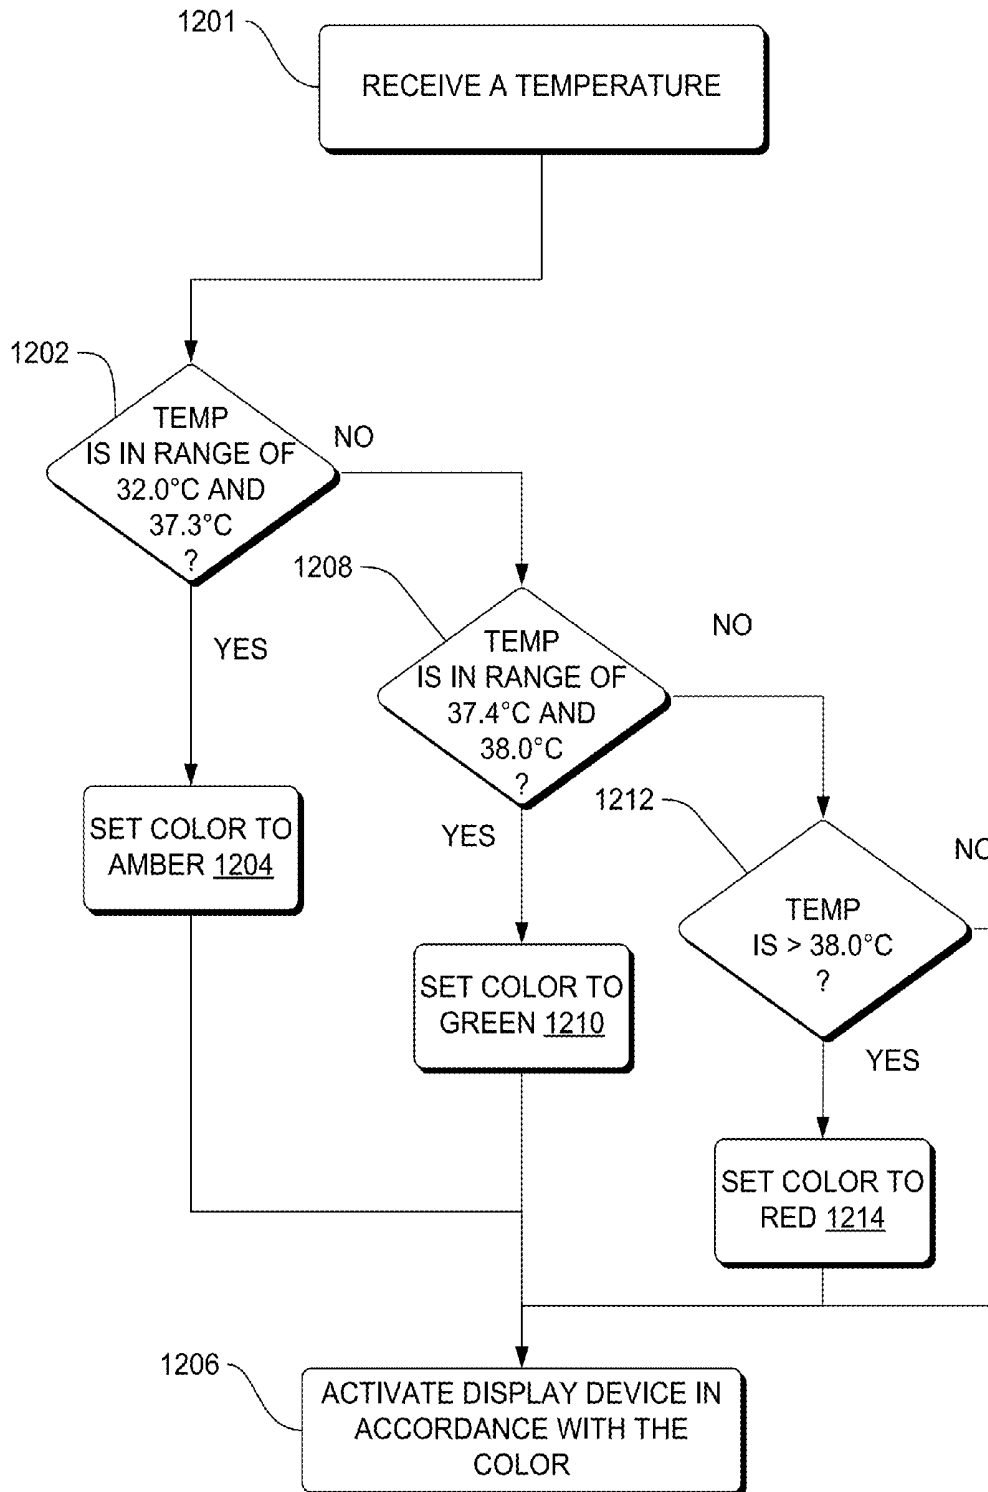 1201
RECEIVE A TEMPERATURE
1202
TEMP
IS IN RANGE OF
32.0°C AND
37.3°C
?
NO
YES
1208
TEMP
IS IN RANGE OF
37.4°C AND
38.0°C
?
NO
YES
SET COLOR TO
AMBER 1204
1212
TEMP
IS > 38.0°C
?
NO
YES
SET COLOR TO
GREEN 1210
SET COLOR TO
RED 1214
1206
ACTIVATE DISPLAY DEVICE IN
ACCORDANCE WITH THE
COLOR